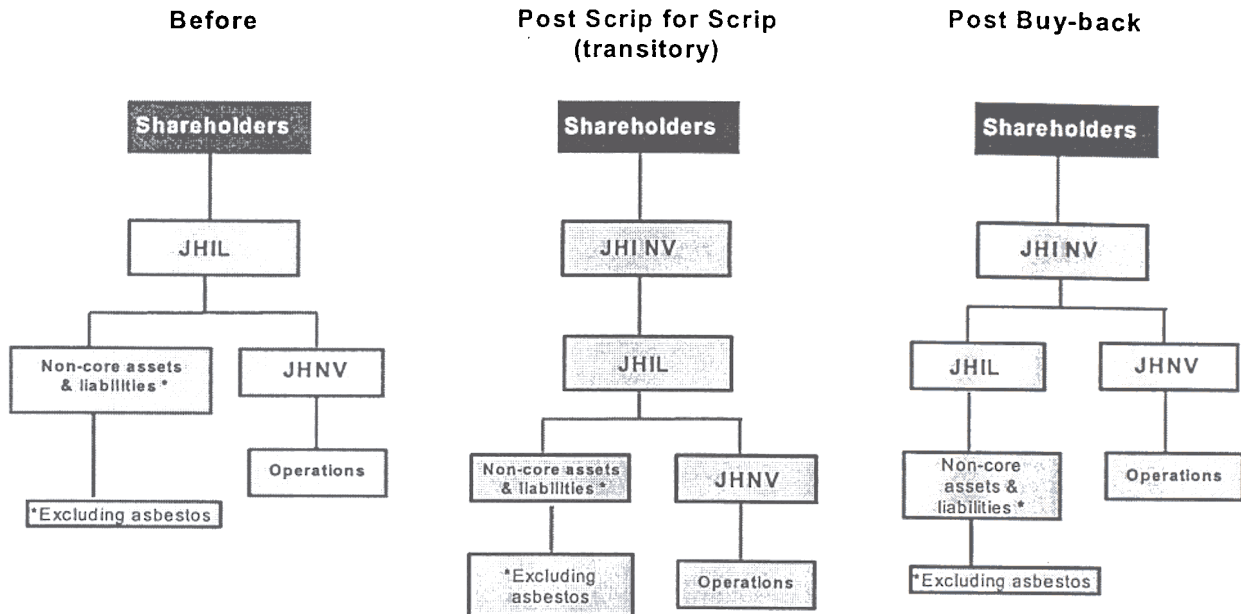 Before
Shareholders
JHIL
Non-core assets
& liabilities *
JHNV
Operations
*Excluding asbestos
Post Scrip for Scrip
(transitory)
Shareholders
JHI NV
JHIL
Non-core assets
& liabilities *
JHNV
*Excluding
asbestos
Operations
Post Buy-back
Shareholders
JHI NV
JHIL
JHNV
Non-core
assets &
liabilities *
Operations
*Excluding asbestos